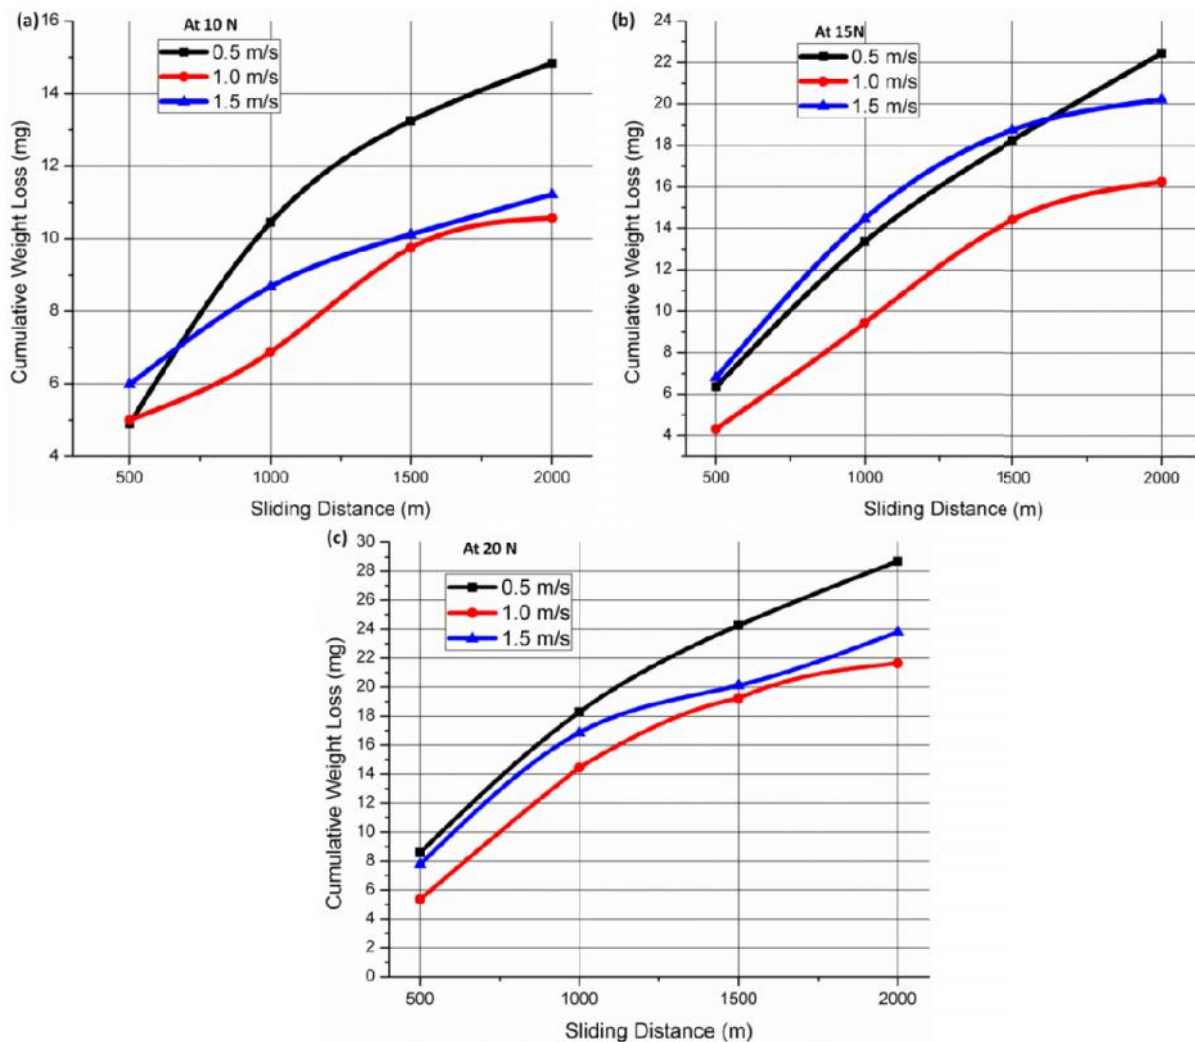 (a)
At 10 N
0.5 m/s
1.0 m/s
1.5 m/s
16
14
12
10
8
6
4
Cumulative Weight Loss (mg)
500 1000 1500 2000
Sliding Distance (m)
(b)
At 15N
0.5 m/s
1.0 m/s
1.5 m/s
24
22
20
18
16
14
12
10
8
6
4
Cumulative Weight Loss (mg)
500 1000 1500 2000
Sliding Distance (m)
(c)
At 20 N
0.5 m/s
1.0 m/s
1.5 m/s
30
28
26
24
22
20
18
16
14
12
10
8
6
4
2
0
Cumulative Weight Loss (mg)
500 1000 1500 2000
Sliding Distance (m)